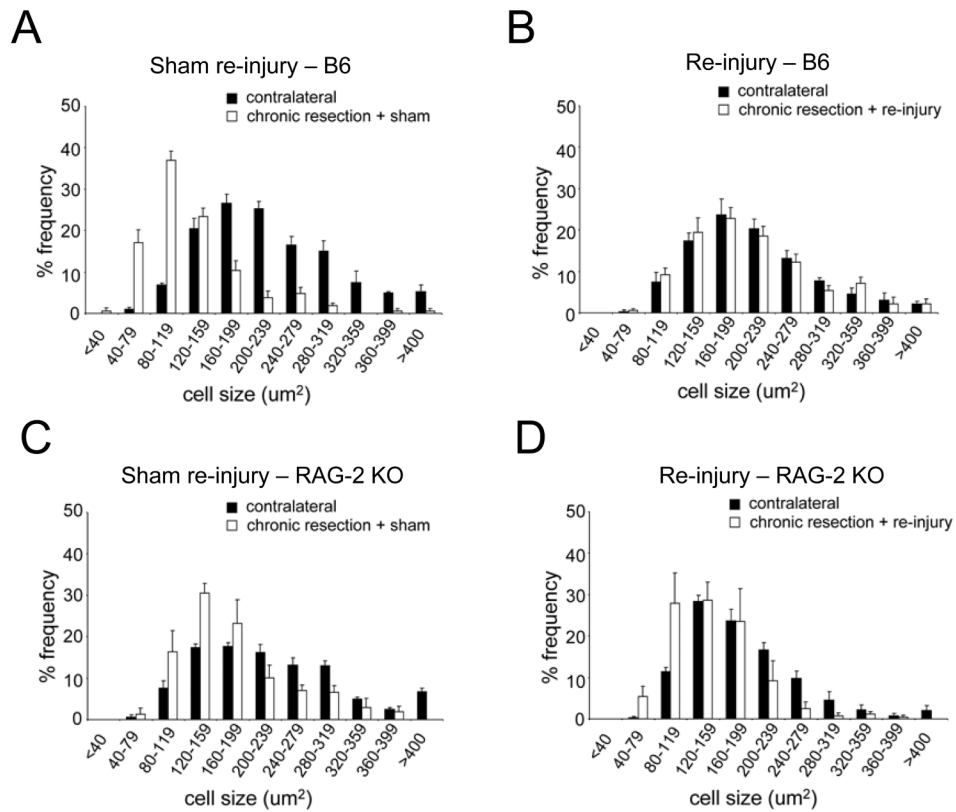 A
Sham re-injury – B6
contralateral
chronic resection + sham
50
40
30
20
10
0
% frequency
<40
40-79
80-119
120-159
160-199
200-239
240-279
280-319
320-359
360-399
>400
cell size (um²)
B
Re-injury – B6
contralateral
chronic resection + re-injury
50
40
30
20
10
0
% frequency
<40
40-79
80-119
120-159
160-199
200-239
240-279
280-319
320-359
360-399
>400
cell size (um²)
C
Sham re-injury – RAG-2 KO
contralateral
chronic resection + sham
50
40
30
20
10
0
% frequency
<40
40-79
80-119
120-159
160-199
200-239
240-279
280-319
320-359
360-399
>400
cell size (um²)
D
Re-injury – RAG-2 KO
contralateral
chronic resection + re-injury
50
40
30
20
10
0
% frequency
<40
40-79
80-119
120-159
160-199
200-239
240-279
280-319
320-359
360-399
>400
cell size (um²)